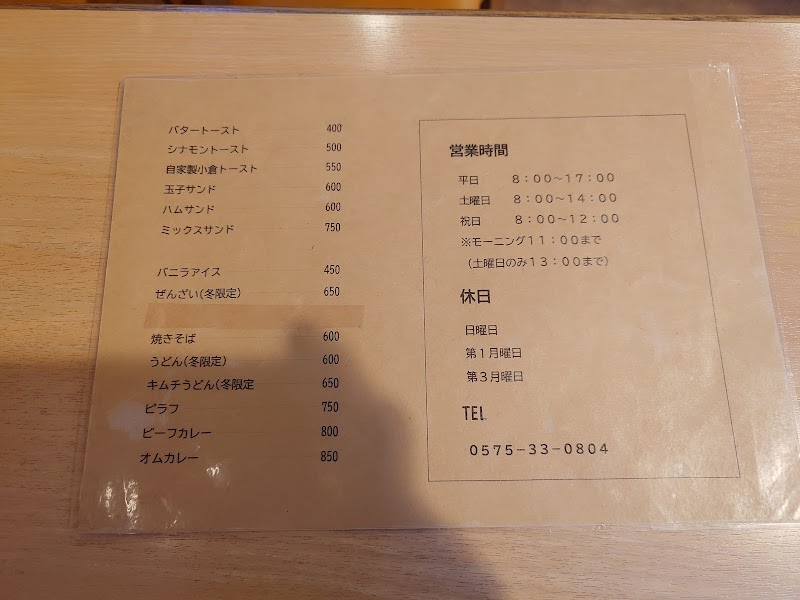 バタートースト 400
シナモントースト 500
自家製小倉トースト 550
玉子サンド 600
ハムサンド 600
ミックスサンド 750
バニラアイス 450
ぜんざい(冬限定) 650
焼きそば 600
うどん(冬限定) 600
キムチうどん(冬限定 650
ピラフ 750
ビーフカレー 800
オムカレー 850
営業時間
平日 8：00～17：00
土曜日 8：00～14：00
祝日 8：00～12：00
※モーニング11：00まで
（土曜日のみ13：00まで）
休日
日曜日
第1月曜日
第3月曜日
TEL
0575－33－0804